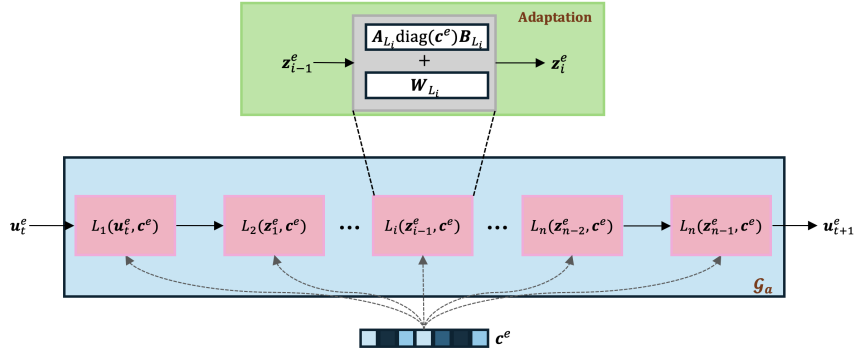 Adaptation
𝑨_{L_i}diag(𝒄^e)𝑩_{L_i}
𝒛^e_{i−1} + 𝒛^e_i
𝑾_{L_i}
𝒖^e_t L_1(𝒖^e_t, 𝒄^e) L_2(𝒛^e_1, 𝒄^e) ••• L_i(𝒛^e_{i−1}, 𝒄^e) ••• L_n(𝒛^e_{n−2}, 𝒄^e) L_n(𝒛^e_{n−1}, 𝒄^e) 𝒖^e_{t+1}
𝓖_a
𝒄^e